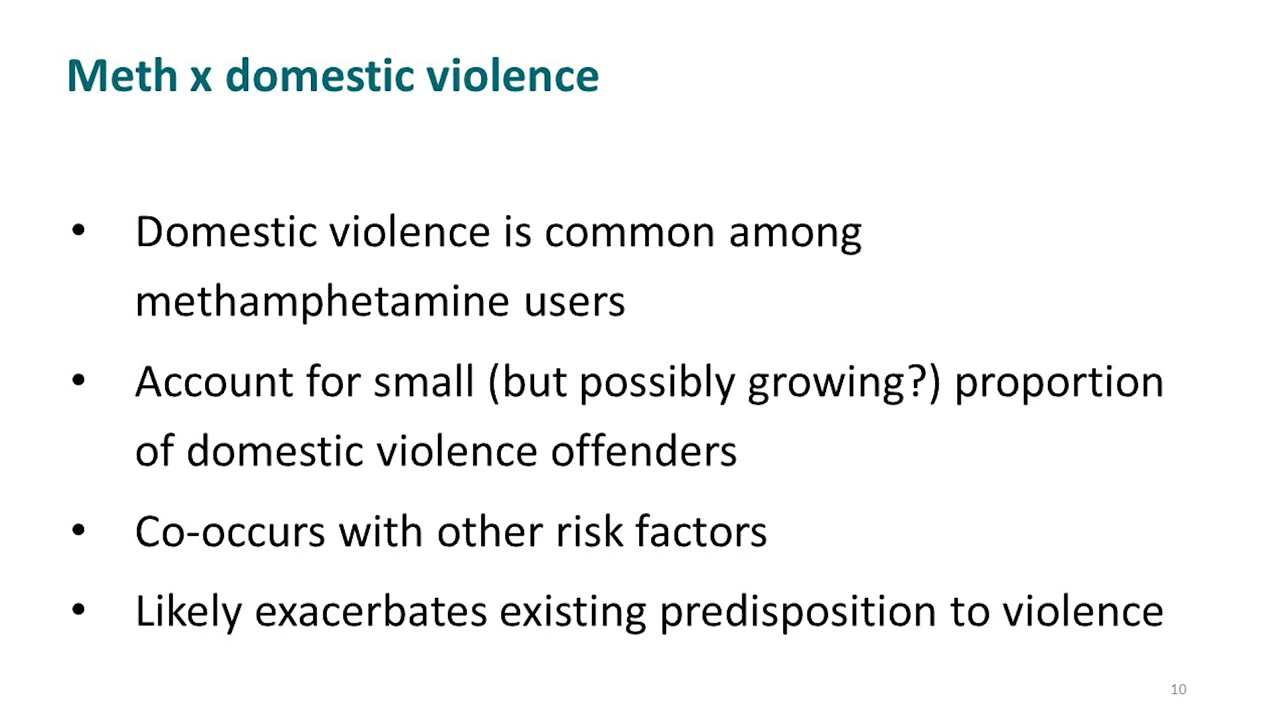 Meth x domestic violence
• Domestic violence is common among
methamphetamine users
• Account for small (but possibly growing?) proportion
of domestic violence offenders
• Co-occurs with other risk factors
• Likely exacerbates existing predisposition to violence
10